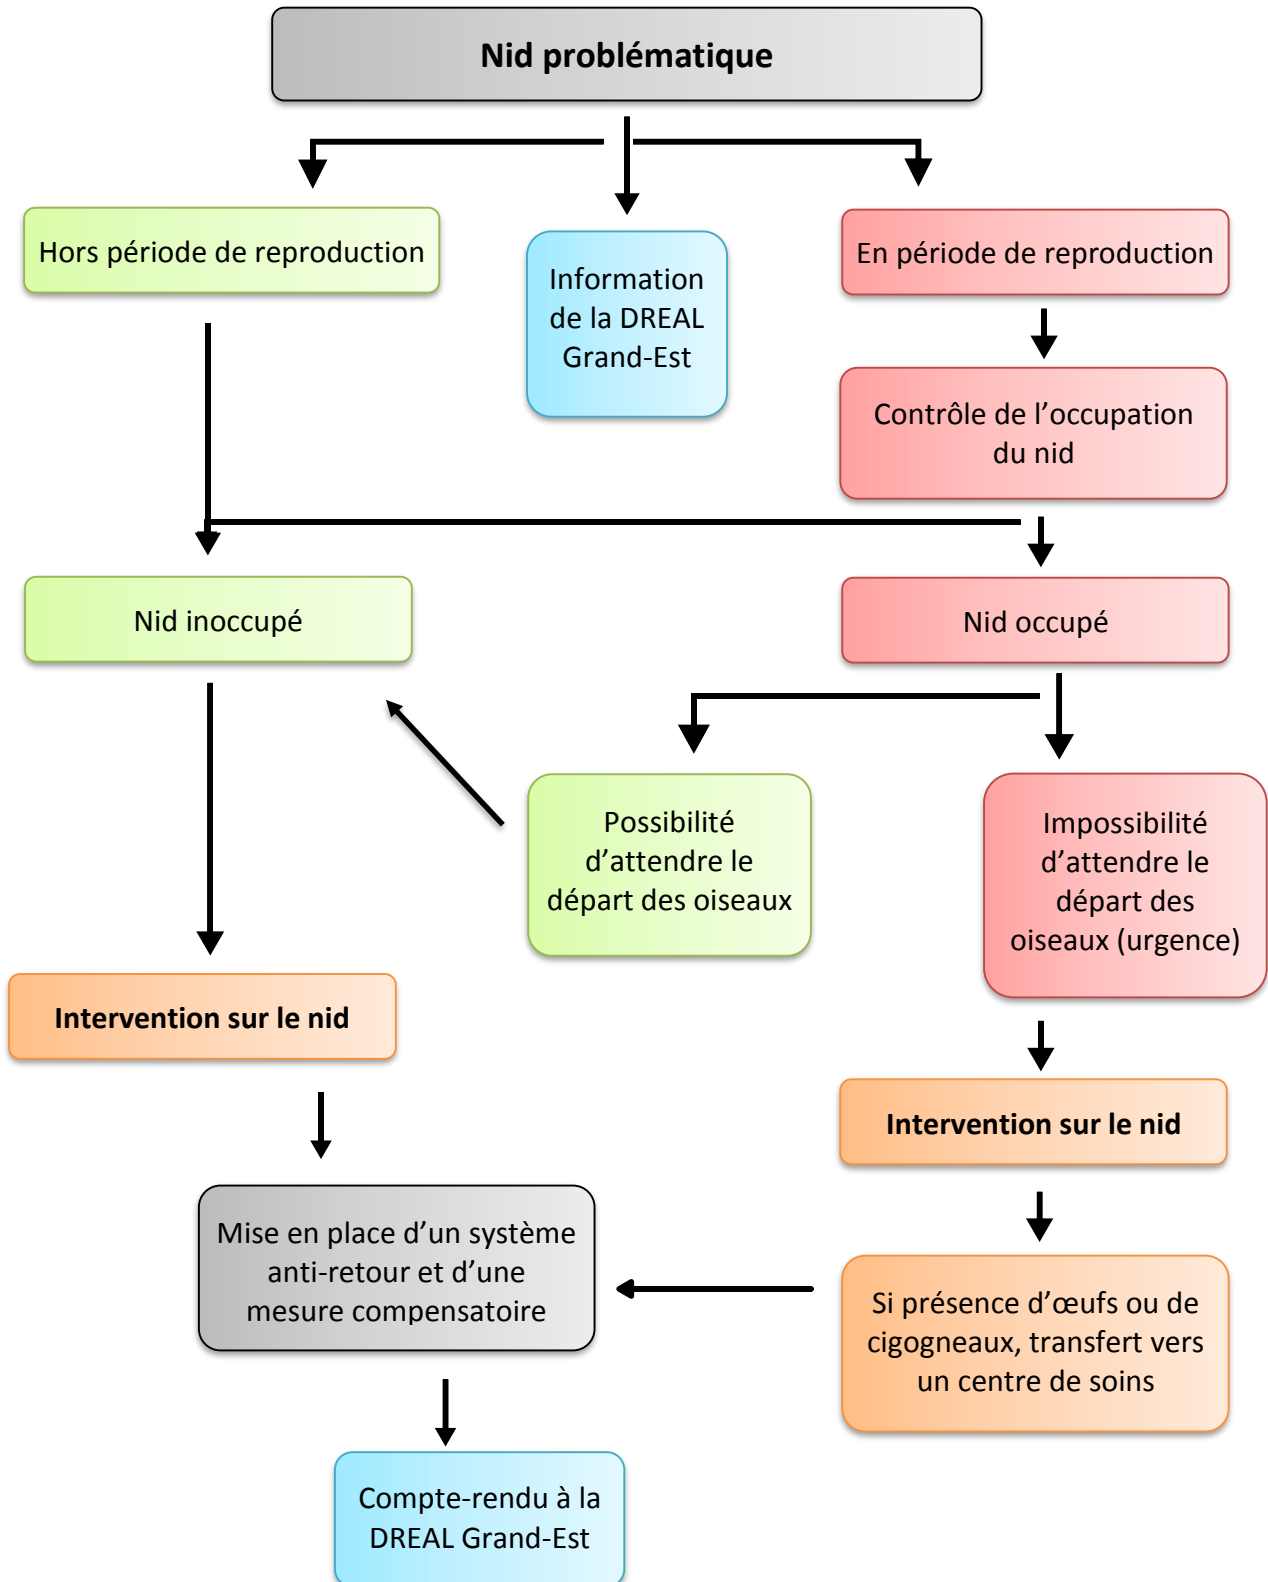 Nid problématique
Hors période de reproduction
Information
de la DREAL
Grand-Est
En période de reproduction
Contrôle de l’occupation
du nid
Nid inoccupé
Nid occupé
Possibilité
d’attendre le
départ des oiseaux
Impossibilité
d’attendre le
départ des
oiseaux (urgence)
Intervention sur le nid
Intervention sur le nid
Mise en place d’un système
anti-retour et d’une
mesure compensatoire
Si présence d’œufs ou de
cigogneaux, transfert vers
un centre de soins
Compte-rendu à la
DREAL Grand-Est